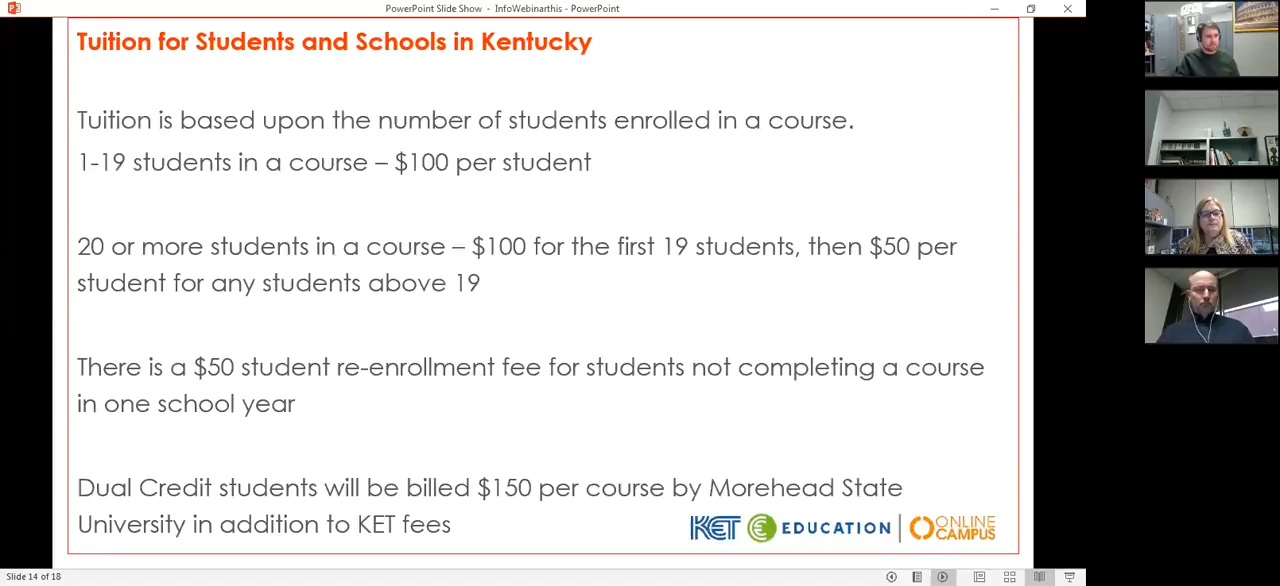 PowerPoint Slide Show - InfoWebinarthis - PowerPoint
Tuition for Students and Schools in Kentucky
Tuition is based upon the number of students enrolled in a course.
1-19 students in a course – $100 per student
20 or more students in a course – $100 for the first 19 students, then $50 per
student for any students above 19
There is a $50 student re-enrollment fee for students not completing a course
in one school year
Dual Credit students will be billed $150 per course by Morehead State
University in addition to KET fees
KET EDUCATION | ONLINE CAMPUS
Slide 14 of 18